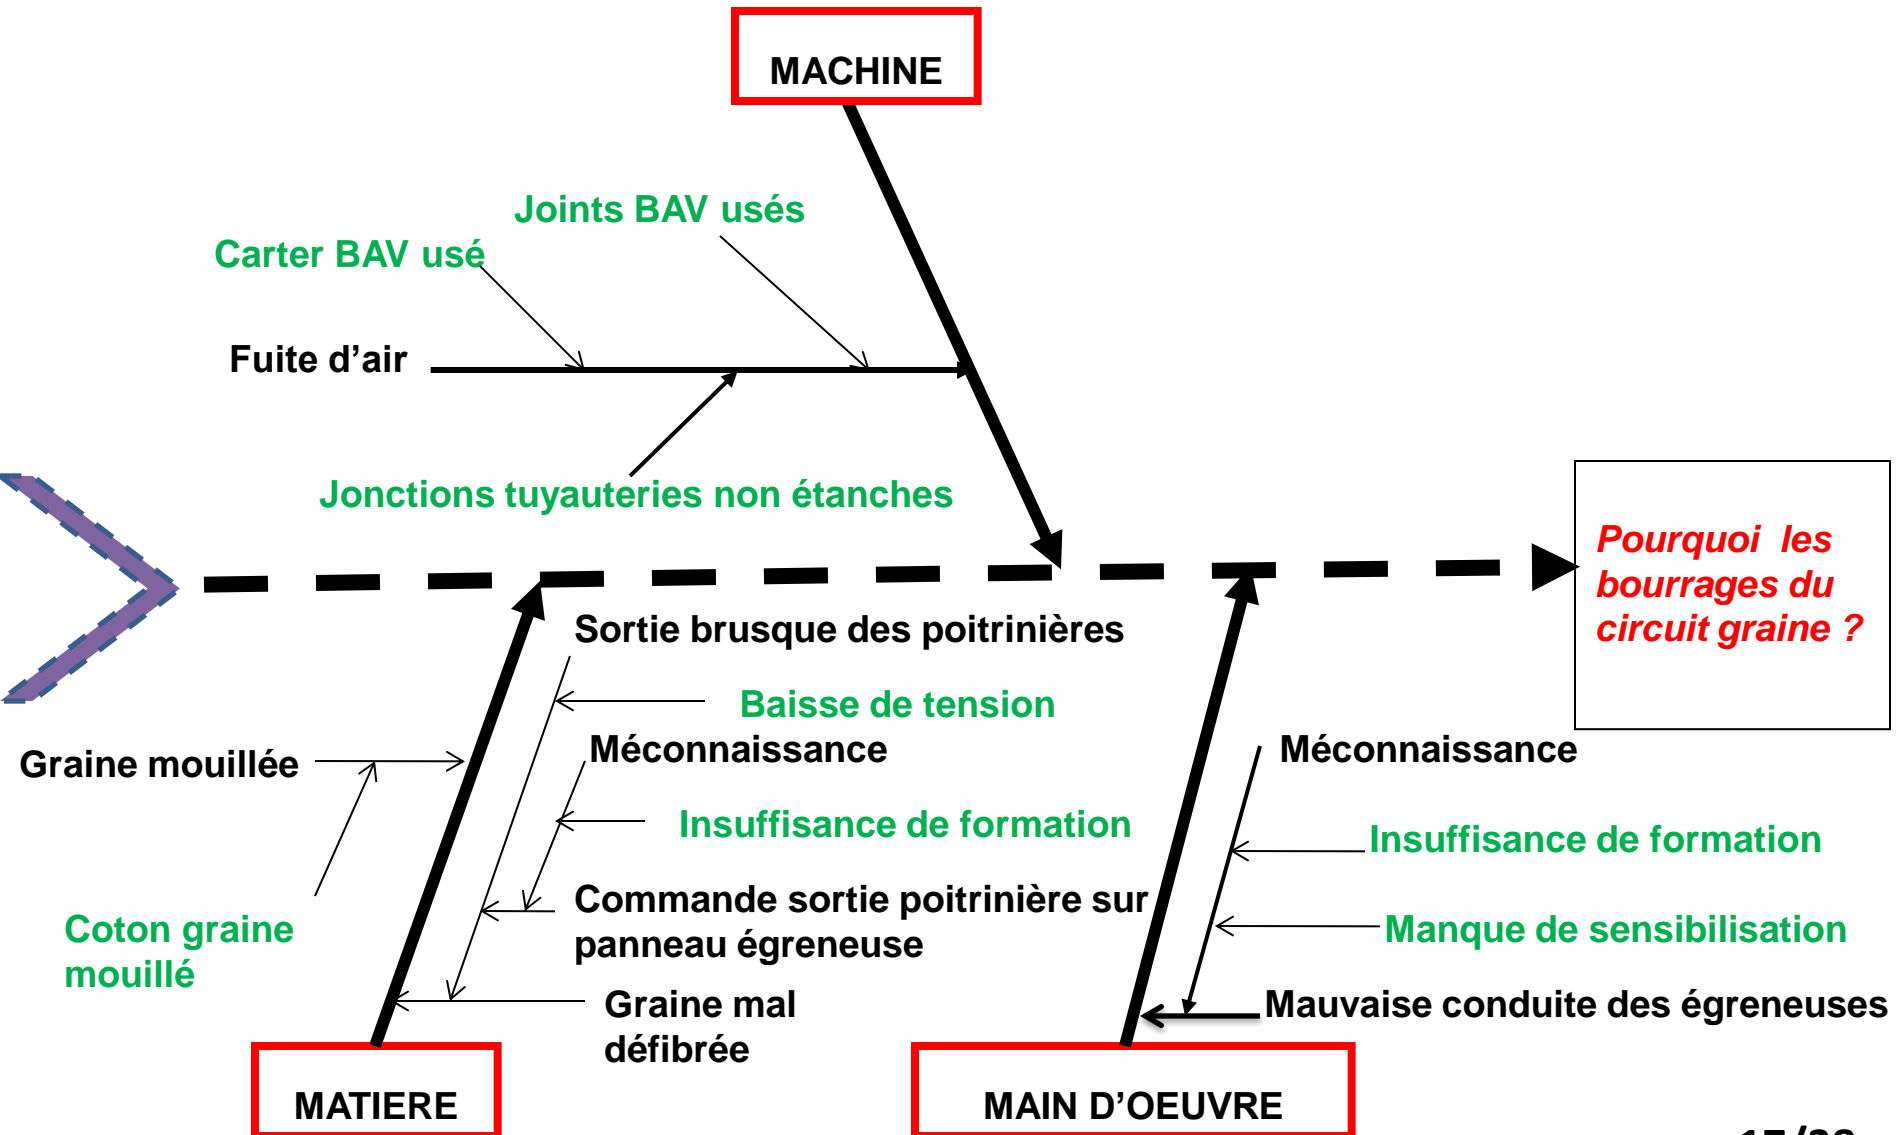 MACHINE
Joints BAV usés
Carter BAV usé
Fuite d’air
Jonctions tuyauteries non étanches
Pourquoi les
bourrages du
circuit graine ?
Sortie brusque des poitrinières
Baisse de tension
Méconnaissance
Méconnaissance
Graine mouillée
Insuffisance de formation
Insuffisance de formation
Commande sortie poitrinière sur
panneau égreneuse
Coton graine
mouillé
Manque de sensibilisation
Graine mal
défibrée
Mauvaise conduite des égreneuses
MATIERE
MAIN D’OEUVRE